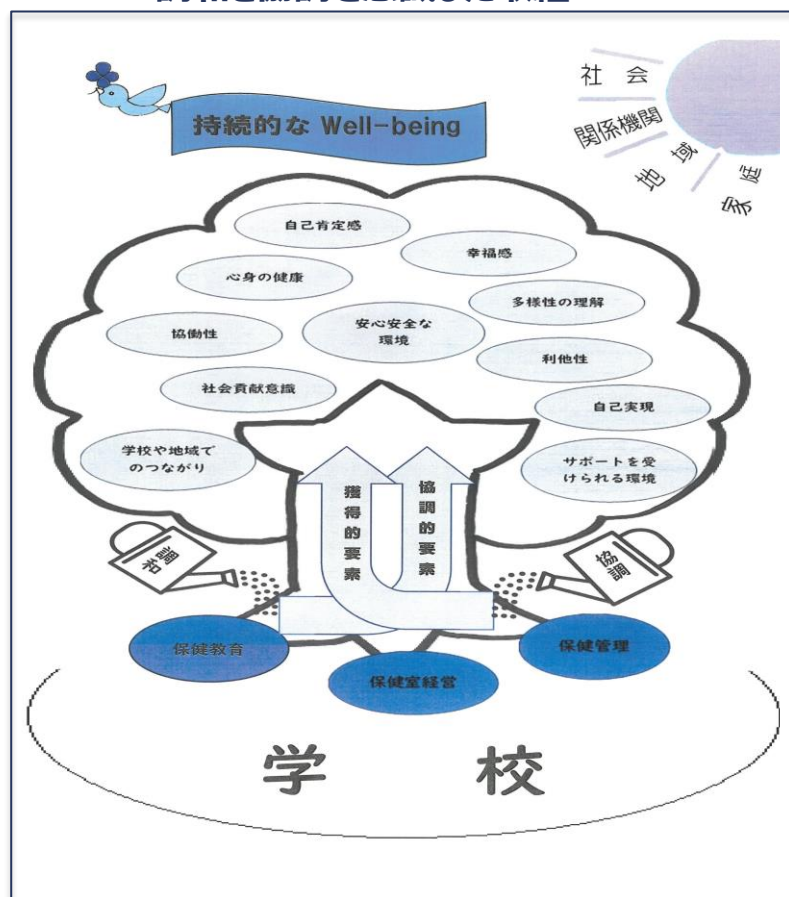 社会
関係機関
地域
家庭
持続的な Well-being
自己肯定感
幸福感
心身の健康
多様性の理解
協働性
安心安全な
環境
利他性
社会貢献意識
自己実現
学校や地域で
のつながり
サポートを受
けられる環境
獲得的要素
協調的要素
調和
協調
保健教育
保健管理
保健室経営
学校